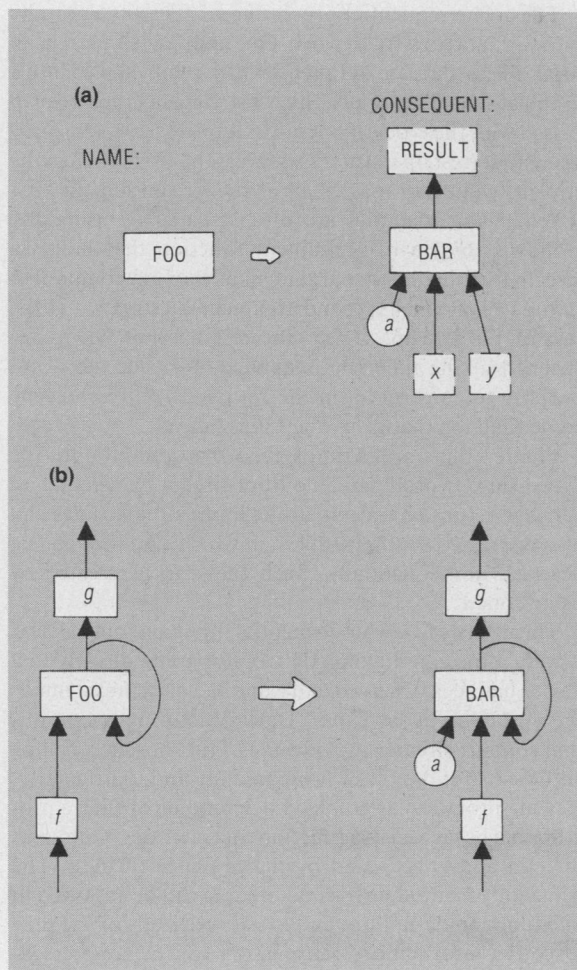 (a)
CONSEQUENT:
RESULT
NAME:
FOO
BAR
a
x
y
(b)
g
g
FOO
BAR
a
f
f